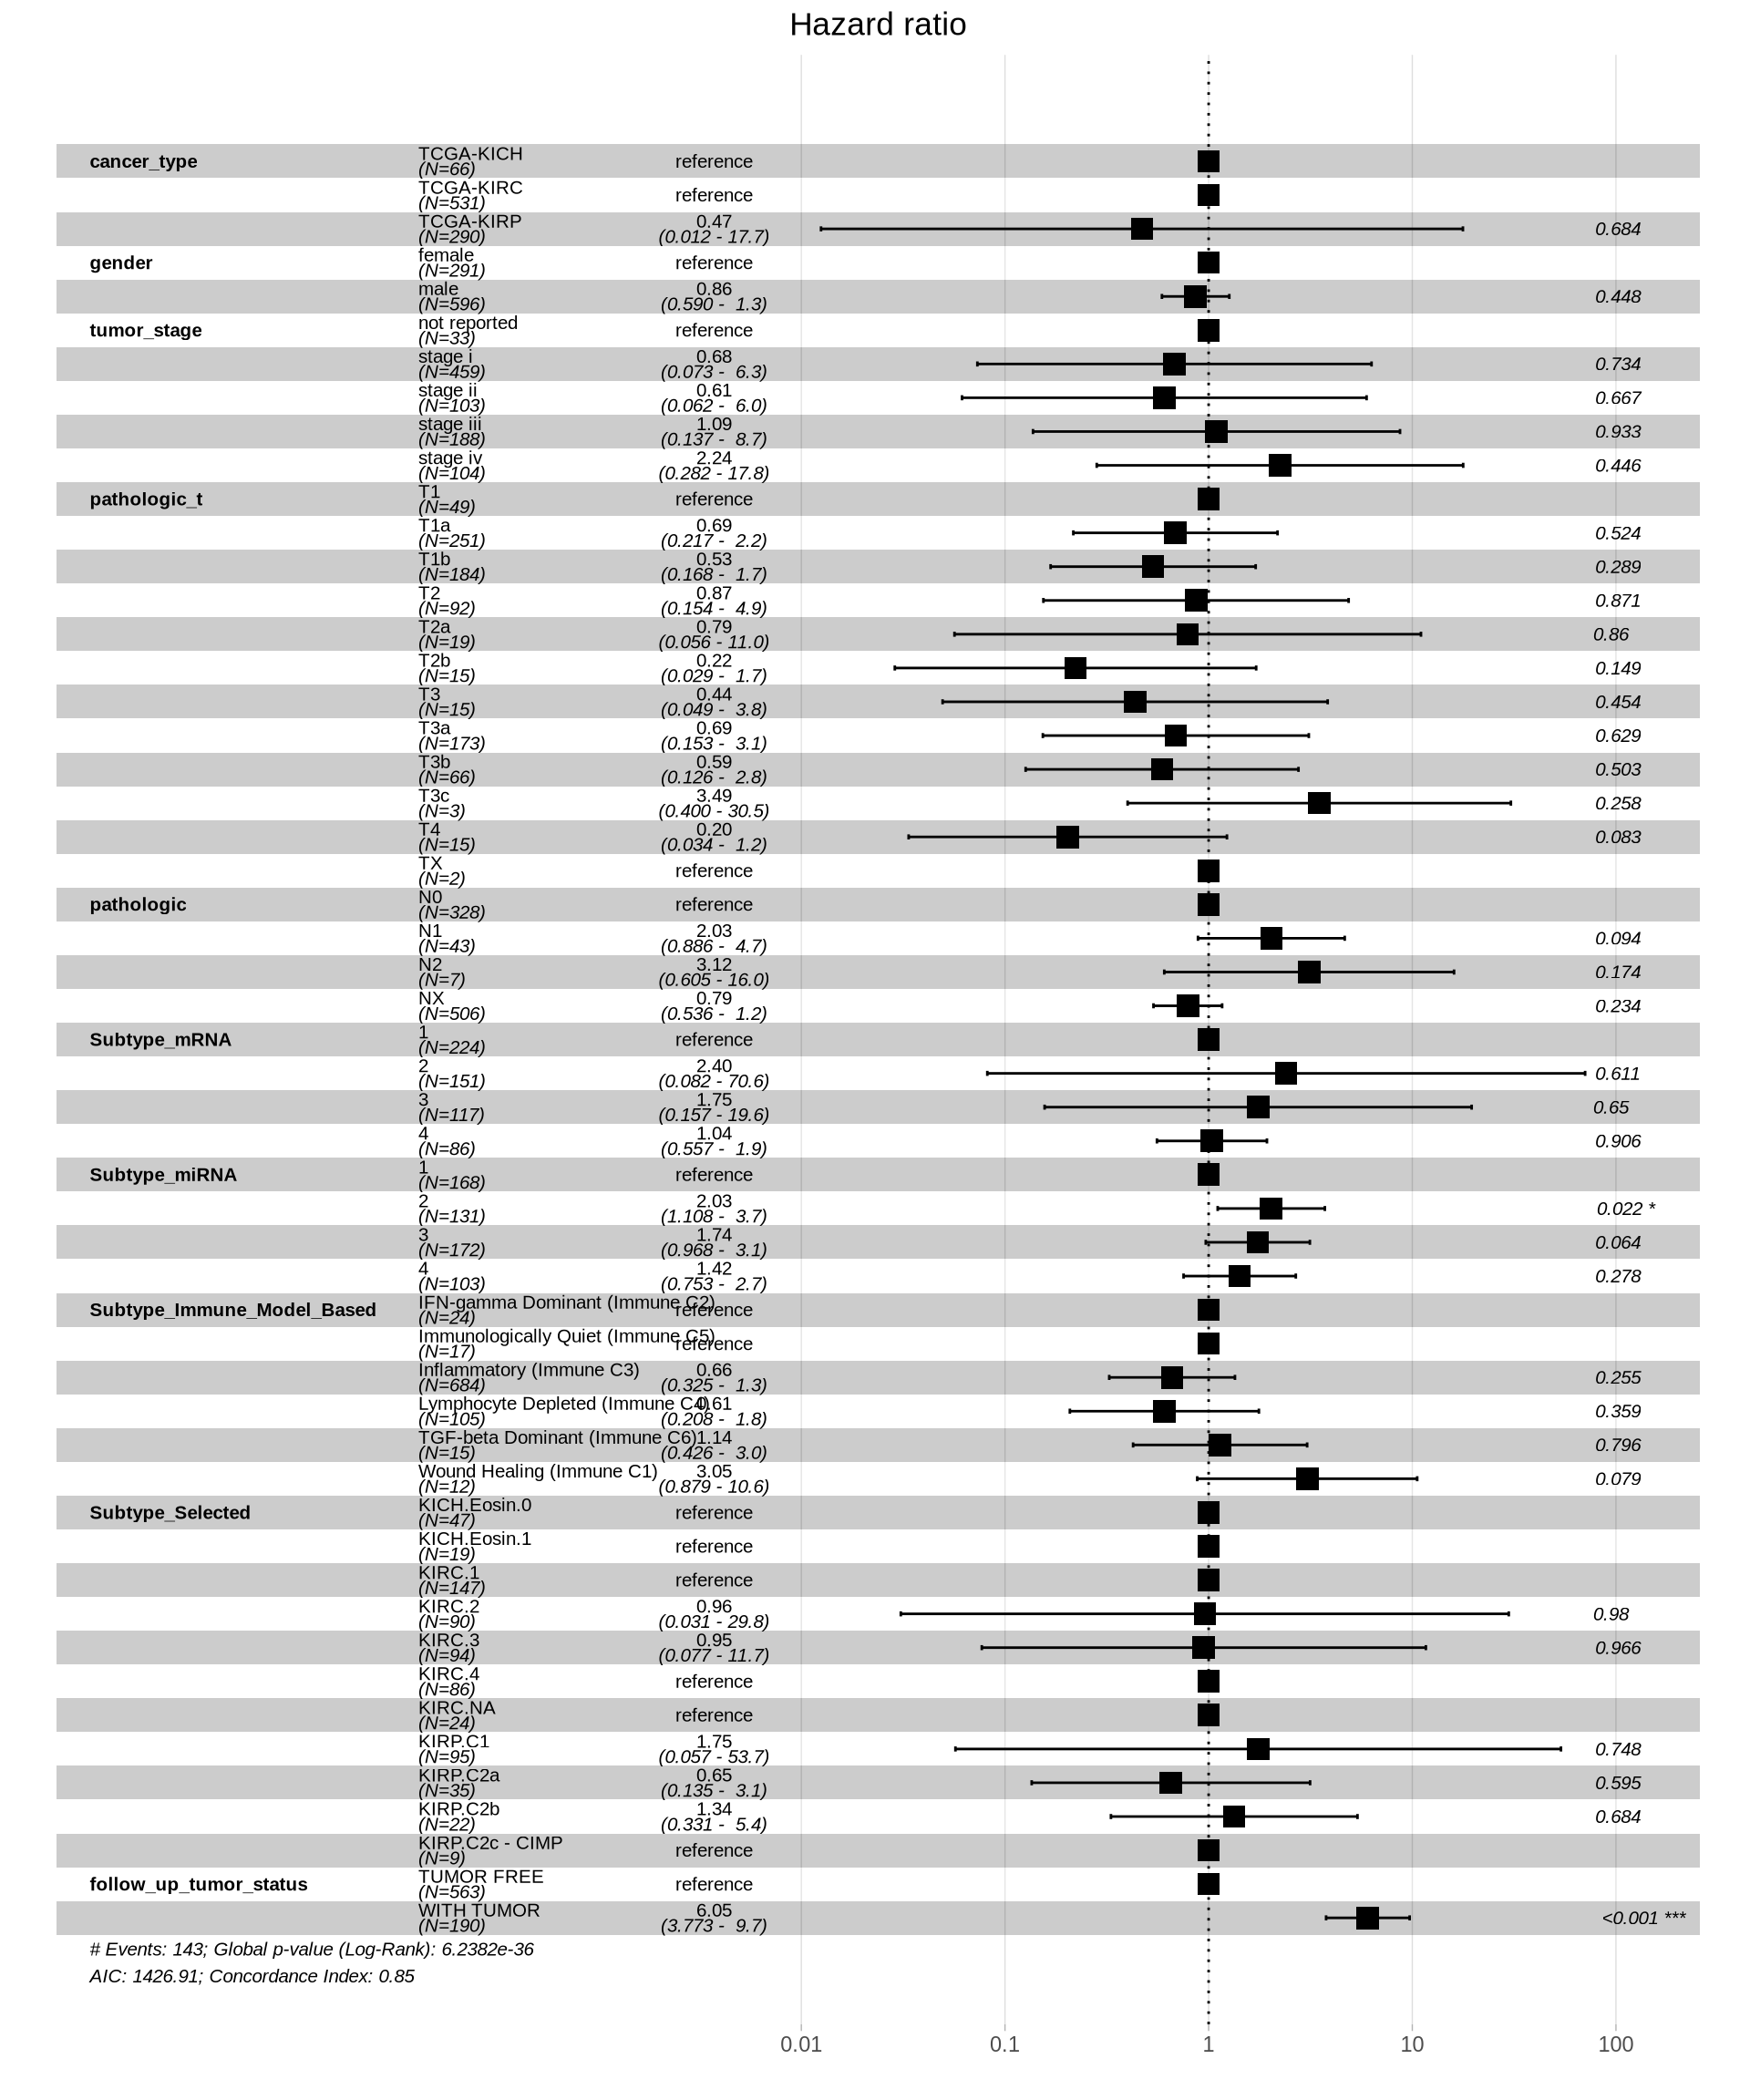 Hazard ratio
cancer_type TCGA-KICH reference
(N=66)
TCGA-KIRC reference
(N=531)
TCGA-KIRP 0.47 0.684
(N=290) (0.012 - 17.7)
gender female reference
(N=291)
male 0.86 0.448
(N=596) (0.590 - 1.3)
tumor_stage not reported reference
(N=33)
stage i 0.68 0.734
(N=459) (0.073 - 6.3)
stage ii 0.61 0.667
(N=103) (0.062 - 6.0)
stage iii 1.09 0.933
(N=188) (0.137 - 8.7)
stage iv 2.24 0.446
(N=104) (0.282 - 17.8)
pathologic_t T1 reference
(N=49)
T1a 0.69 0.524
(N=251) (0.217 - 2.2)
T1b 0.53 0.289
(N=184) (0.168 - 1.7)
T2 0.87 0.871
(N=92) (0.154 - 4.9)
T2a 0.79 0.86
(N=19) (0.056 - 11.0)
T2b 0.22 0.149
(N=15) (0.029 - 1.7)
T3 0.44 0.454
(N=15) (0.049 - 3.8)
T3a 0.69 0.629
(N=173) (0.153 - 3.1)
T3b 0.59 0.503
(N=66) (0.126 - 2.8)
T3c 3.49 0.258
(N=3) (0.400 - 30.5)
T4 0.20 0.083
(N=15) (0.034 - 1.2)
TX reference
(N=2)
pathologic N0 reference
(N=328)
N1 2.03 0.094
(N=43) (0.886 - 4.7)
N2 3.12 0.174
(N=7) (0.605 - 16.0)
NX 0.79 0.234
(N=506) (0.536 - 1.2)
Subtype_mRNA 1 reference
(N=224)
2 2.40 0.611
(N=151) (0.082 - 70.6)
3 1.75 0.65
(N=117) (0.157 - 19.6)
4 1.04 0.906
(N=86) (0.557 - 1.9)
Subtype_miRNA 1 reference
(N=168)
2 2.03 0.022 *
(N=131) (1.108 - 3.7)
3 1.74 0.064
(N=172) (0.968 - 3.1)
4 1.42 0.278
(N=103) (0.753 - 2.7)
Subtype_Immune_Model_Based IFN-gamma Dominant (Immune C2) reference
(N=24)
Immunologically Quiet (Immune C5) reference
(N=17)
Inflammatory (Immune C3) 0.66 0.255
(N=684) (0.325 - 1.3)
Lymphocyte Depleted (Immune C4) 0.61 0.359
(N=105) (0.208 - 1.8)
TGF-beta Dominant (Immune C6) 1.14 0.796
(N=15) (0.426 - 3.0)
Wound Healing (Immune C1) 3.05 0.079
(N=12) (0.879 - 10.6)
Subtype_Selected KICH.Eosin.0 reference
(N=47)
KICH.Eosin.1 reference
(N=19)
KIRC.1 reference
(N=147)
KIRC.2 0.96 0.98
(N=90) (0.031 - 29.8)
KIRC.3 0.95 0.966
(N=94) (0.077 - 11.7)
KIRC.4 reference
(N=86)
KIRC.NA reference
(N=24)
KIRP.C1 1.75 0.748
(N=95) (0.057 - 53.7)
KIRP.C2a 0.65 0.595
(N=35) (0.135 - 3.1)
KIRP.C2b 1.34 0.684
(N=22) (0.331 - 5.4)
KIRP.C2c - CIMP reference
(N=9)
follow_up_tumor_status TUMOR FREE reference
(N=563)
WITH TUMOR 6.05 <0.001 ***
(N=190) (3.773 - 9.7)
# Events: 143; Global p-value (Log-Rank): 6.2382e-36
AIC: 1426.91; Concordance Index: 0.85
0.01 0.1 1 10 100